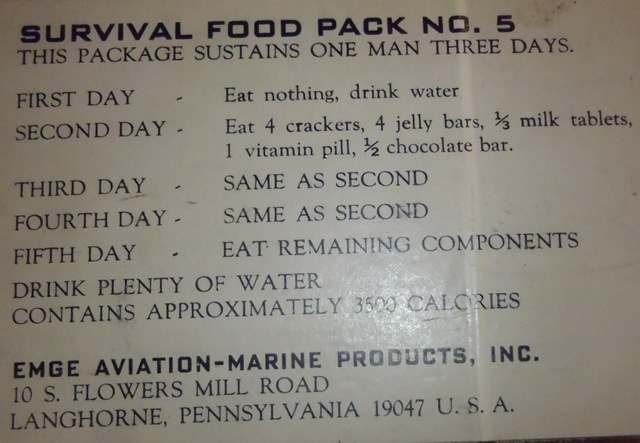 SURVIVAL FOOD PACK NO. 5
THIS PACKAGE SUSTAINS ONE MAN THREE DAYS.
FIRST DAY - Eat nothing, drink water
SECOND DAY - Eat 4 crackers, 4 jelly bars, ⅓ milk tablets,
1 vitamin pill, ½ chocolate bar.
THIRD DAY - SAME AS SECOND
FOURTH DAY - SAME AS SECOND
FIFTH DAY - EAT REMAINING COMPONENTS
DRINK PLENTY OF WATER
CONTAINS APPROXIMATELY 3500 CALORIES
EMGE AVIATION-MARINE PRODUCTS, INC.
10 S. FLOWERS MILL ROAD
LANGHORNE, PENNSYLVANIA 19047 U. S. A.